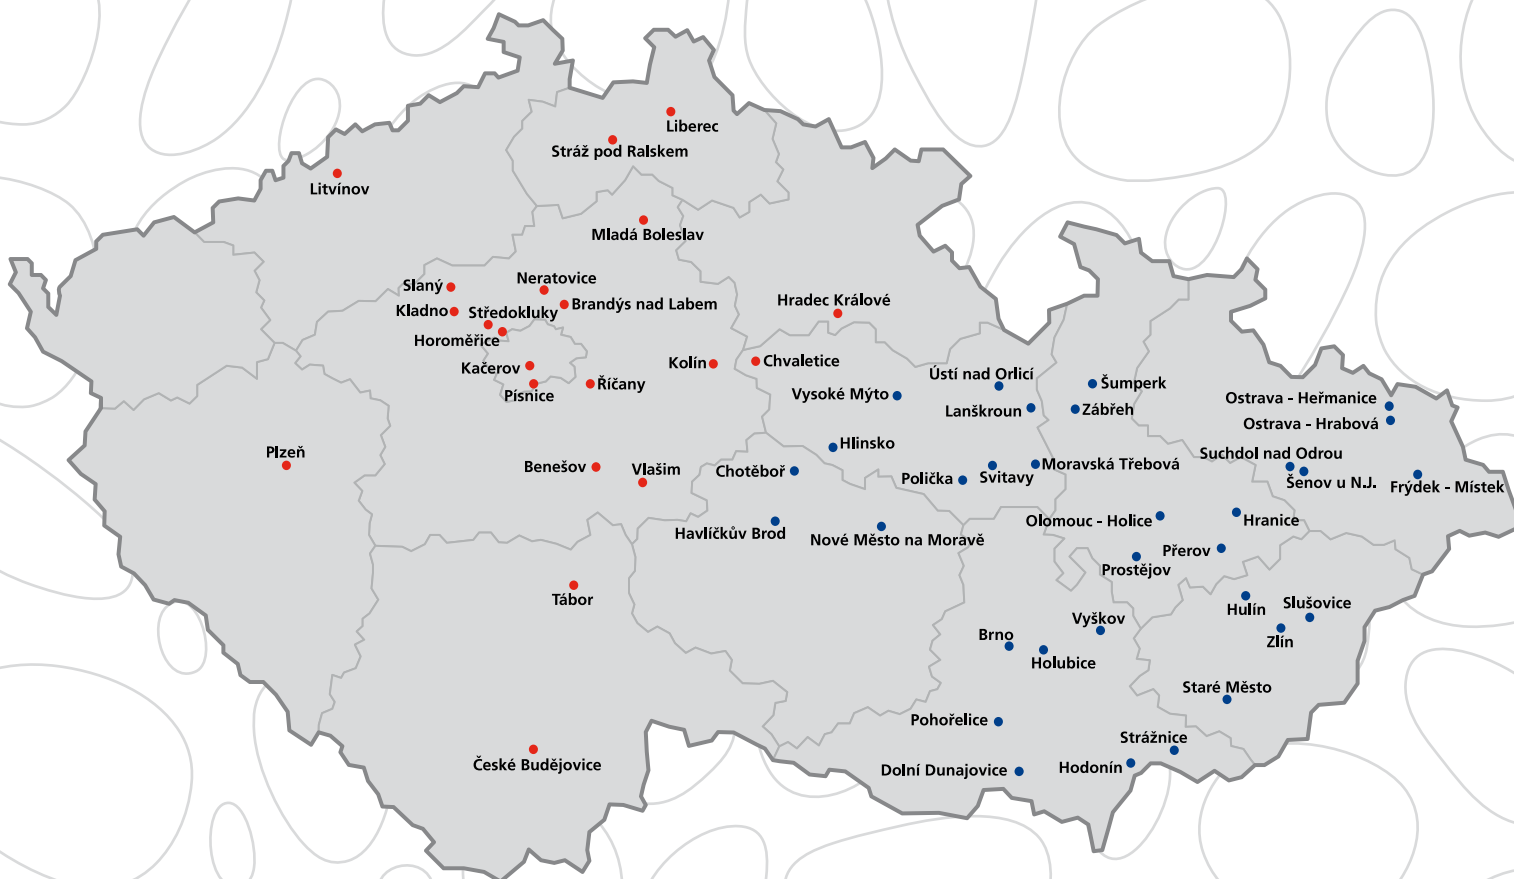 Liberec
Stráž pod Ralskem
Litvínov
Mladá Boleslav
Neratovice
Slaný
Brandýs nad Labem
Kladno
Středokluky
Hradec Králové
Horoměřice
Kačerov
Kolín
Chvaletice
Písnice
Říčany
Ústí nad Orlicí
Šumperk
Vysoké Mýto
Lanškroun
Zábřeh
Ostrava - Heřmanice
Ostrava - Hrabová
Plzeň
Hlinsko
Suchdol nad Odrou
Benešov
Vlašim
Chotěboř
Moravská Třebová
Polička
Svitavy
Šenov u N.J.
Frýdek - Místek
Olomouc - Holice
Hranice
Havlíčkův Brod
Nové Město na Moravě
Přerov
Prostějov
Tábor
Hulín
Slušovice
Vyškov
Brno
Zlín
Holubice
Staré Město
Pohořelice
Strážnice
České Budějovice
Dolní Dunajovice
Hodonín